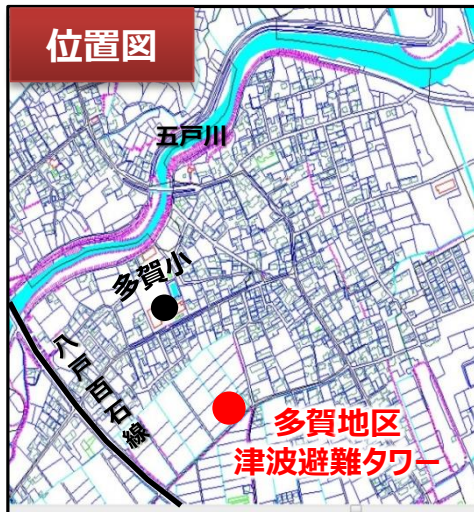 位置図
五戸川
多賀小
八戸百石線
多賀地区
津波避難タワー